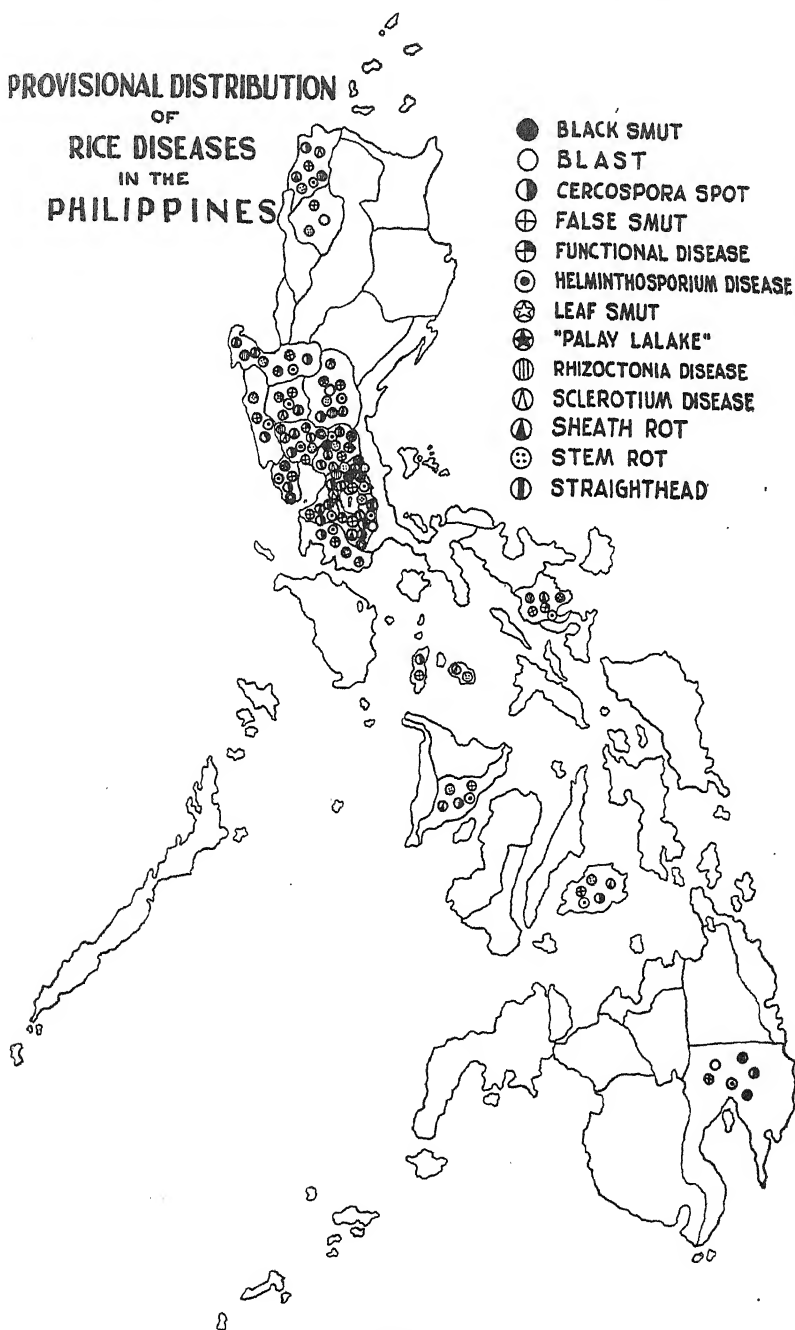 PROVISIONAL DISTRIBUTION
OF
RICE DISEASES
IN THE
PHILIPPINES
BLACK SMUT
BLAST
CERCOSPORA SPOT
FALSE SMUT
FUNCTIONAL DISEASE
HELMINTHOSPORIUM DISEASE
LEAF SMUT
"PALAY LALAKE"
RHIZOCTONIA DISEASE
SCLEROTIUM DISEASE
SHEATH ROT
STEM ROT
STRAIGHTHEAD